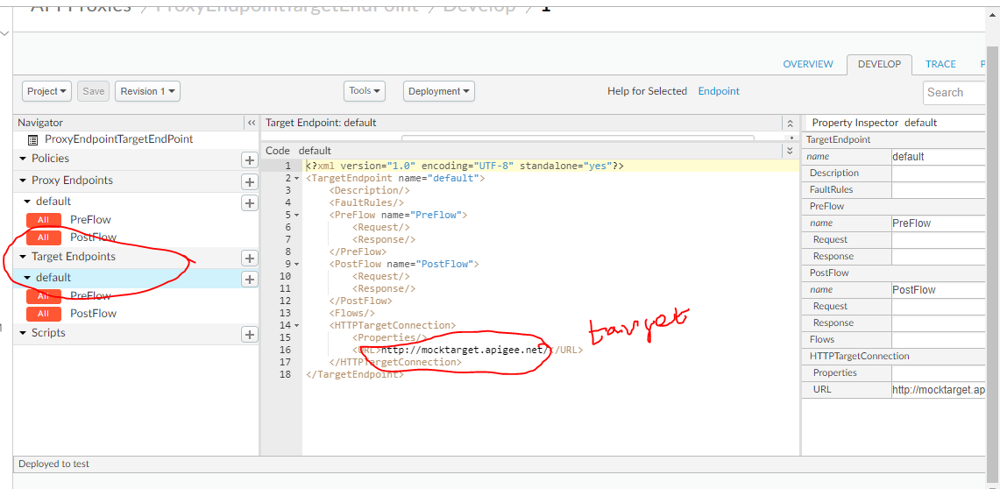 API Proxies / ProxyEndpointTargetEndPoint / Develop / 1
OVERVIEW DEVELOP TRACE P
Project Save Revision 1 Tools Deployment Help for Selected Endpoint Search
Navigator
ProxyEndpointTargetEndPoint
Policies
Proxy Endpoints
default
All PreFlow
All PostFlow
Target Endpoints
default
All PreFlow
All PostFlow
Scripts
Target Endpoint: default
Code default
1 <?xml version="1.0" encoding="UTF-8" standalone="yes"?>
2 <TargetEndpoint name="default">
3 <Description/>
4 <FaultRules/>
5 <PreFlow name="PreFlow">
6 <Request/>
7 <Response/>
8 </PreFlow>
9 <PostFlow name="PostFlow">
10 <Request/>
11 <Response/>
12 </PostFlow>
13 <Flows/>
14 <HTTPTargetConnection>
15 <Properties/>
16 <URL>http://mocktarget.apigee.net/</URL>
17 </HTTPTargetConnection>
18 </TargetEndpoint>
target
Property Inspector default
TargetEndpoint
name default
Description
FaultRules
PreFlow
name PreFlow
Request
Response
PostFlow
name PostFlow
Request
Response
Flows
HTTPTargetConnection
Properties
URL http://mocktarget.ap
Deployed to test